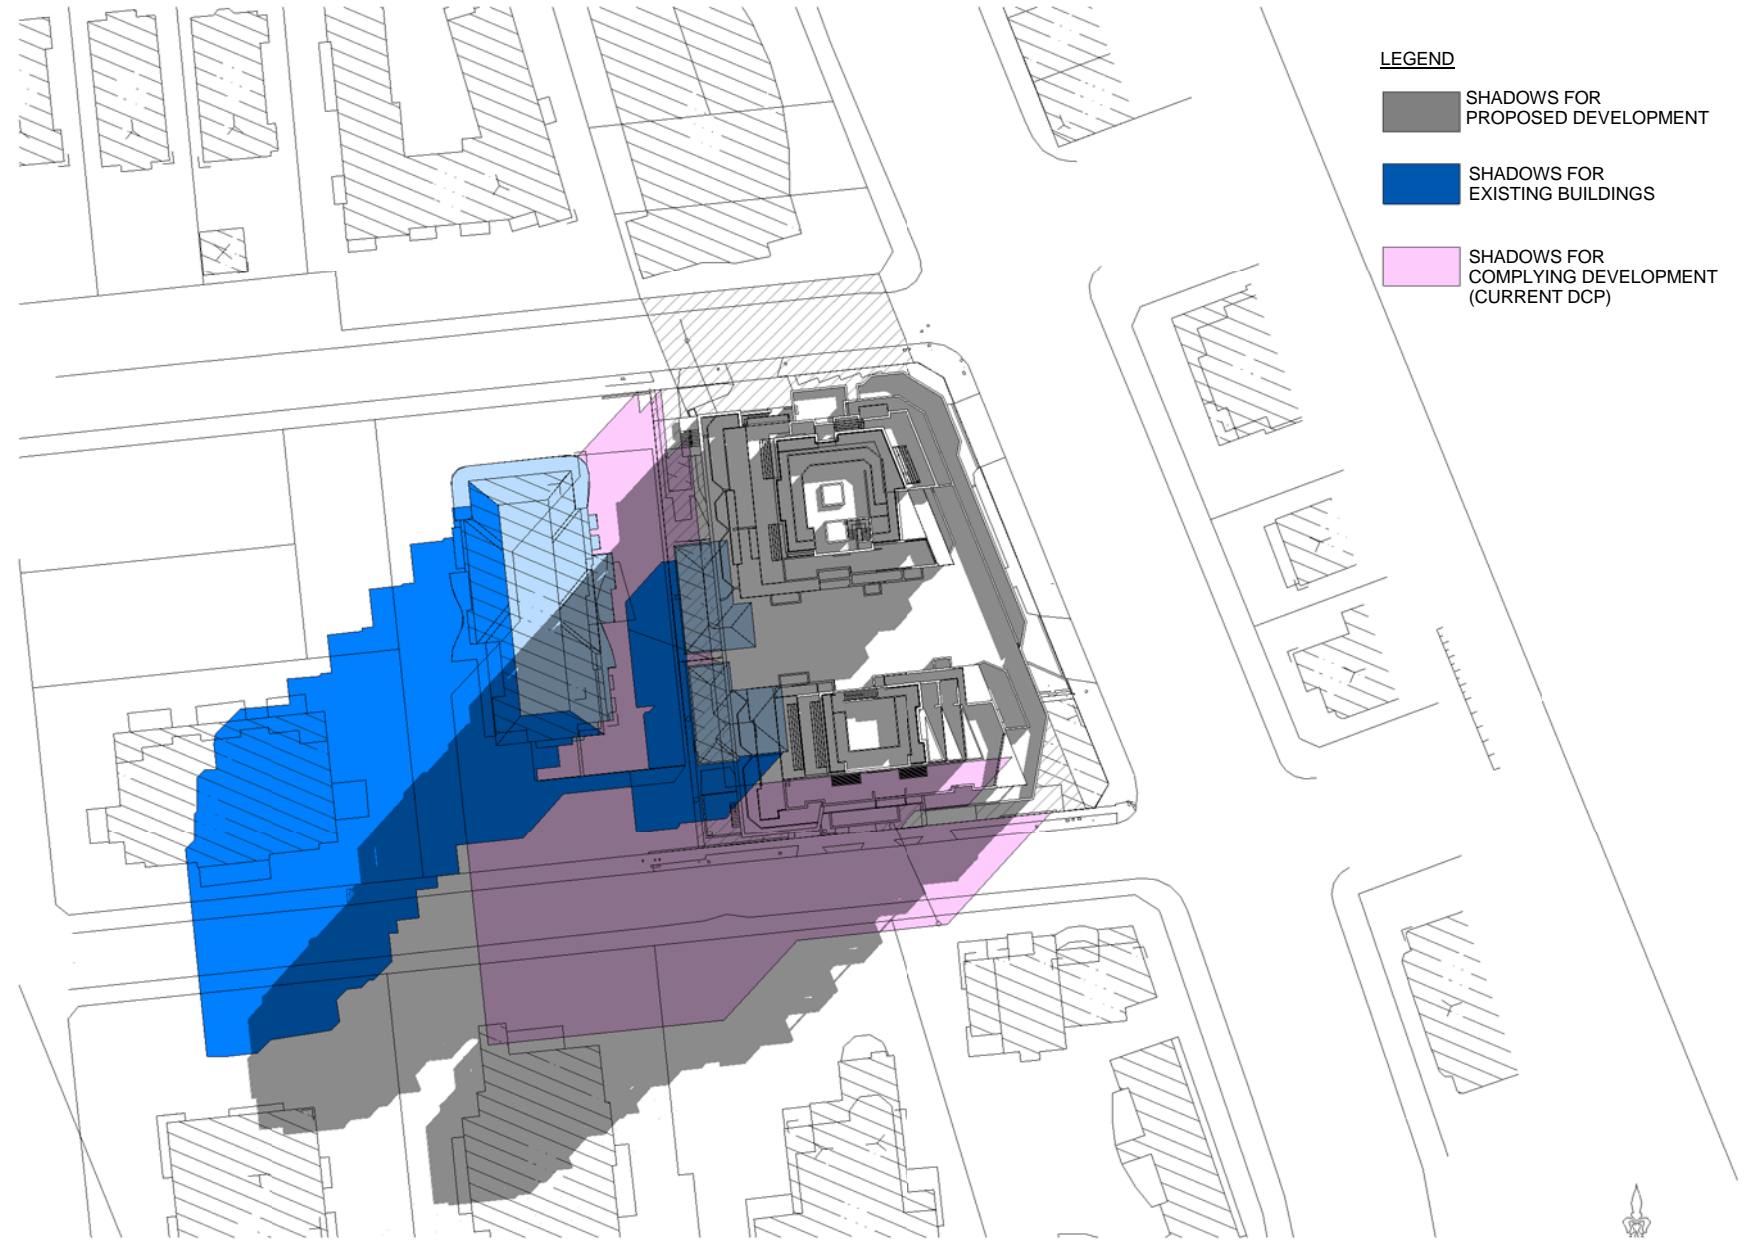 LEGEND
SHADOWS FOR
PROPOSED DEVELOPMENT
SHADOWS FOR
EXISTING BUILDINGS
SHADOWS FOR
COMPLYING DEVELOPMENT
(CURRENT DCP)